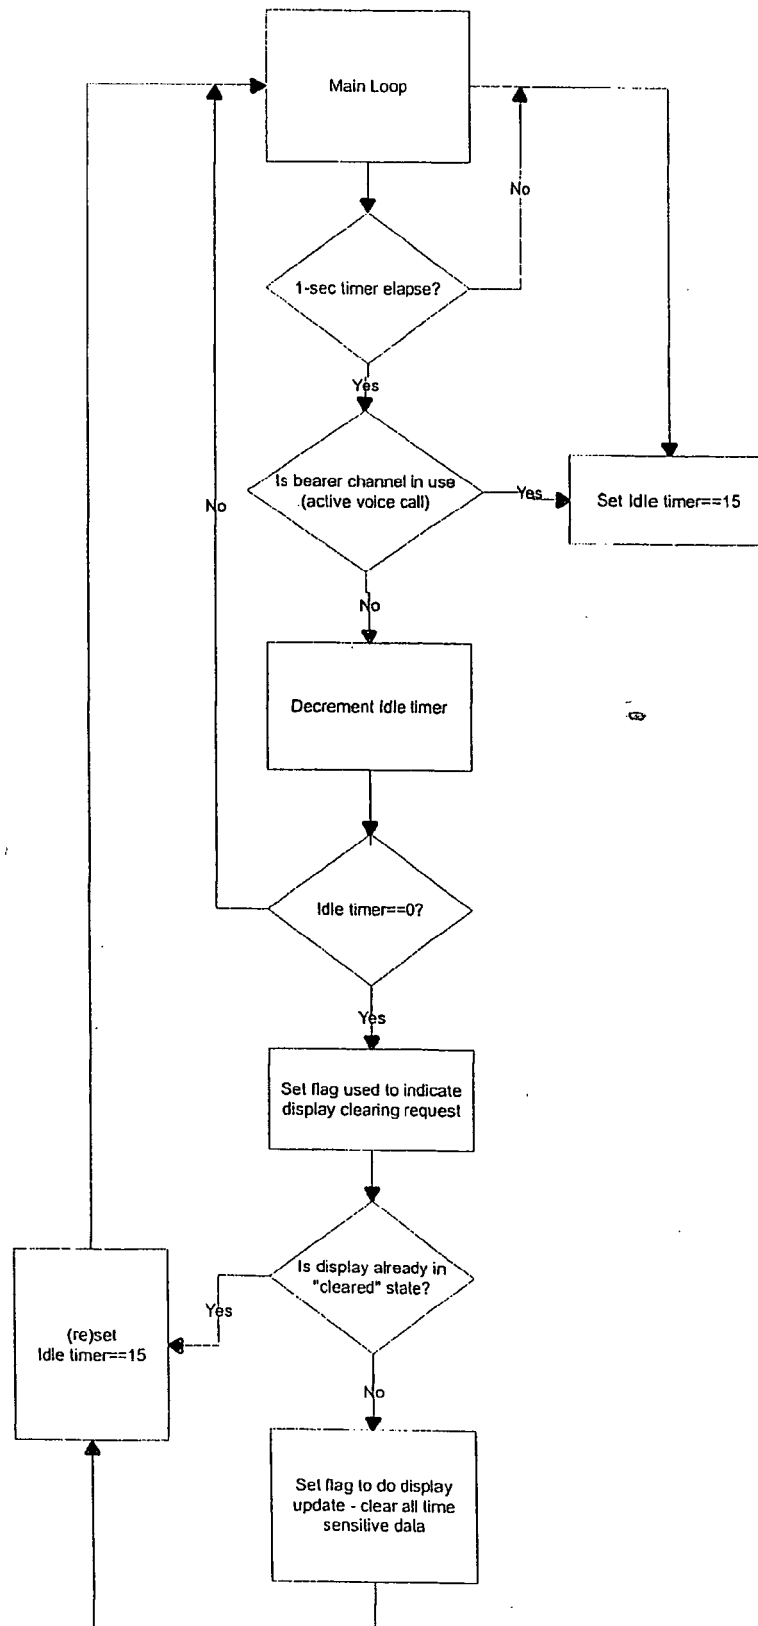 Main Loop
No
1-sec timer elapse?
Yes
Is bearer channel in use
(active voice call)
Yes
Set Idle timer==15
No
No
Decrement Idle timer
Idle timer==0?
Yes
Set flag used to indicate
display clearing request
Is display already in
"cleared" state?
Yes
(re)set
Idle timer==15
No
Set flag to do display
update - clear all time
sensitive data